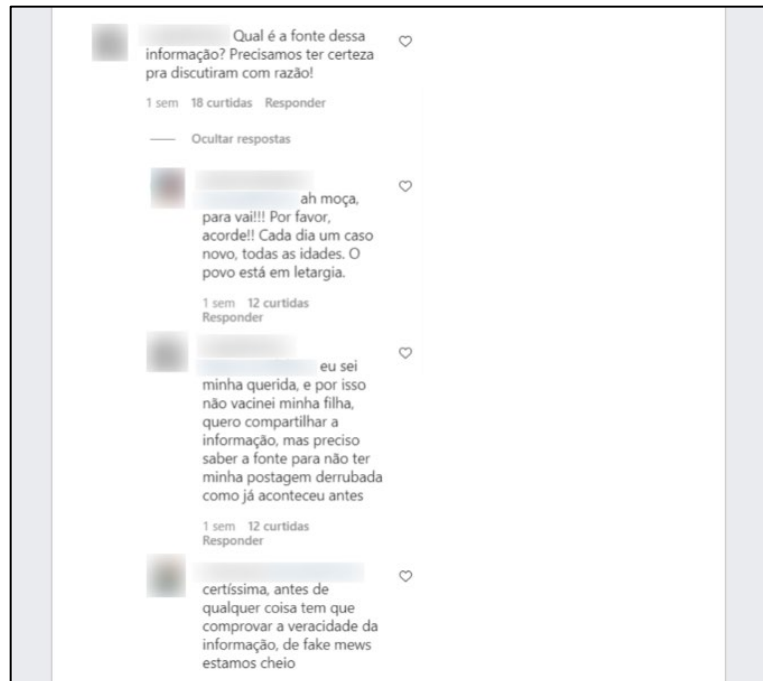 Qual é a fonte dessa
informação? Precisamos ter certeza
pra discutiram com razão!
1 sem 18 curtidas Responder
Ocultar respostas
ah moça,
para vai!!! Por favor,
acorde!! Cada dia um caso
novo, todas as idades. O
povo está em letargia.
1 sem 12 curtidas
Responder
eu sei
minha querida, e por isso
não vacinei minha filha,
quero compartilhar a
informação, mas preciso
saber a fonte para não ter
minha postagem derrubada
como já aconteceu antes
1 sem 12 curtidas
Responder
certíssima, antes de
qualquer coisa tem que
comprovar a veracidade da
informação, de fake mews
estamos cheio